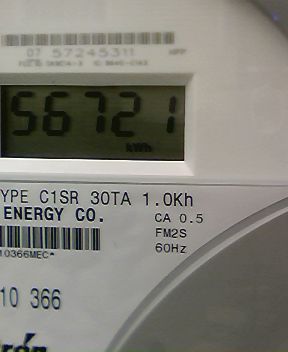 07 57245311
56721
kWh
YPE C1SR 30TA 1.0Kh
ENERGY CO.
CA 0.5
FM2S
60Hz
10366MEC*
10 366